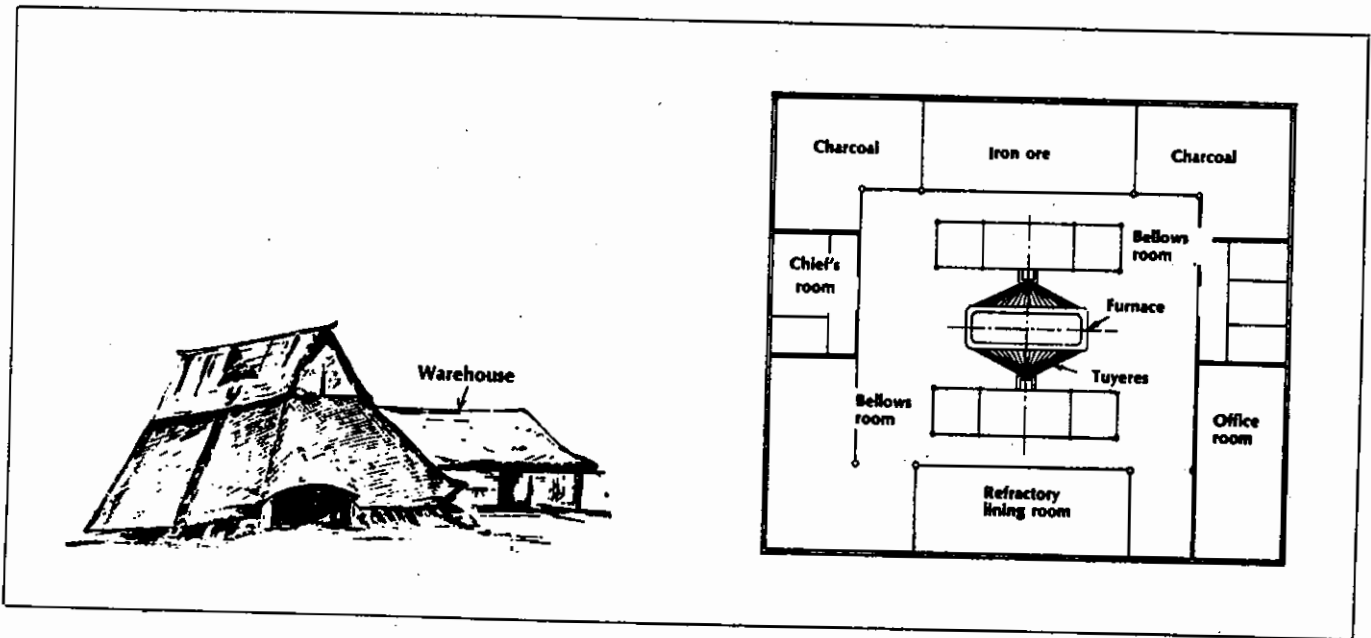 Warehouse
Charcoal
Iron ore
Charcoal
Chief's
room
Bellows
room
Furnace
Tuyeres
Bellows
room
Office
room
Refractory
lining room